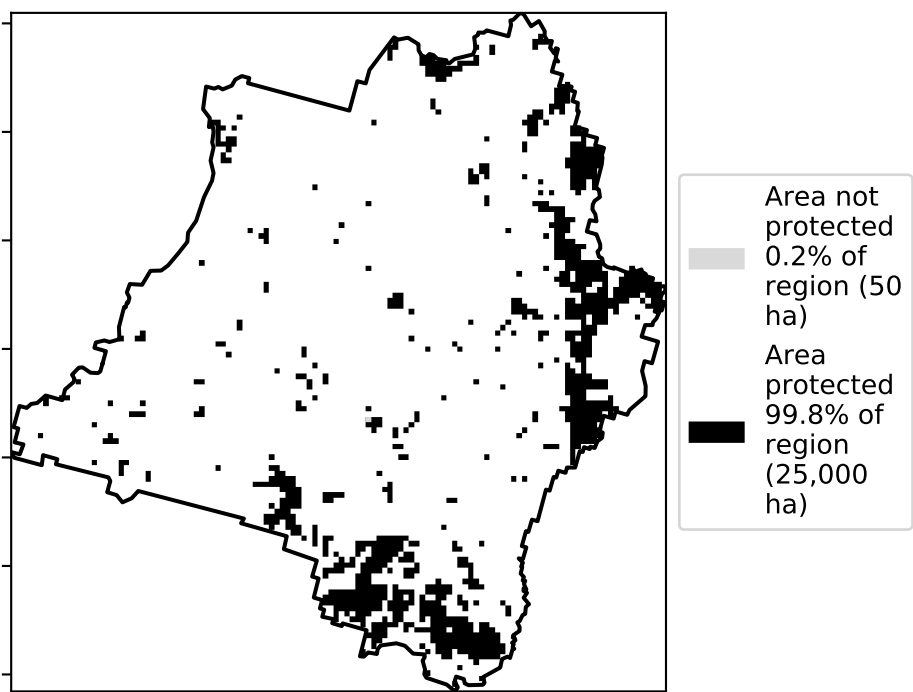 Area not
protected
0.2% of
region (50
ha)
Area
protected
99.8% of
region
(25,000
ha)